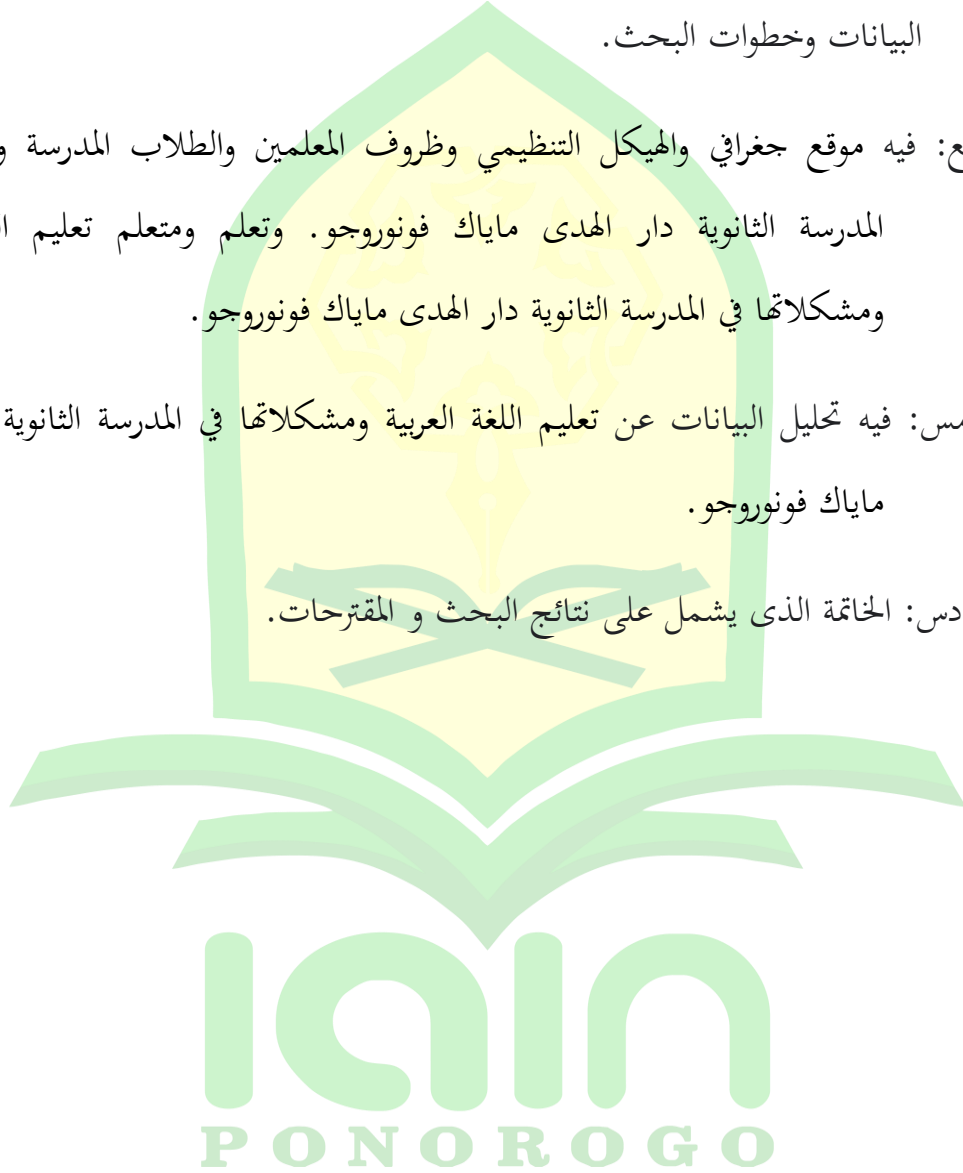 البيانات وخطوات البحث.
ع: فيه موقع جغرافي والهيكل التنظيمي وظروف المعلمين والطلاب المدرسة و
المدرسة الثانوية دار الهدى ماياك فونوروجو. وتعلم ومتعلم تعليم ا
ومشكلاتها في المدرسة الثانوية دار الهدى ماياك فونوروجو.
مس: فيه تحليل البيانات عن تعليم اللغة العربية ومشكلاتها في المدرسة الثانوية
ماياك فونوروجو.
دس: الخاتمة الذى يشمل على نتائج البحث و المقترحات.
iain
PONOROGO